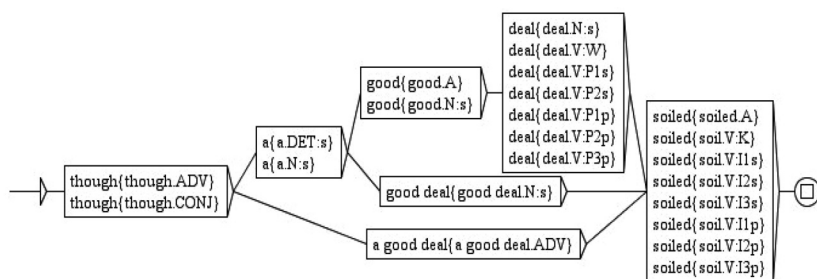 though{though.ADV}
though{though.CONJ}
a{a.DET:s}
a{a.N:s}
good{good.A}
good{good.N:s}
deal{deal.N:s}
deal{deal.V:W}
deal{deal.V:P1s}
deal{deal.V:P2s}
deal{deal.V:P1p}
deal{deal.V:P2p}
deal{deal.V:P3p}
good deal{good deal.N:s}
a good deal{a good deal.ADV}
soiled{soiled.A}
soiled{soil.V:K}
soiled{soil.V:I1s}
soiled{soil.V:I2s}
soiled{soil.V:I3s}
soiled{soil.V:I1p}
soiled{soil.V:I2p}
soiled{soil.V:I3p}